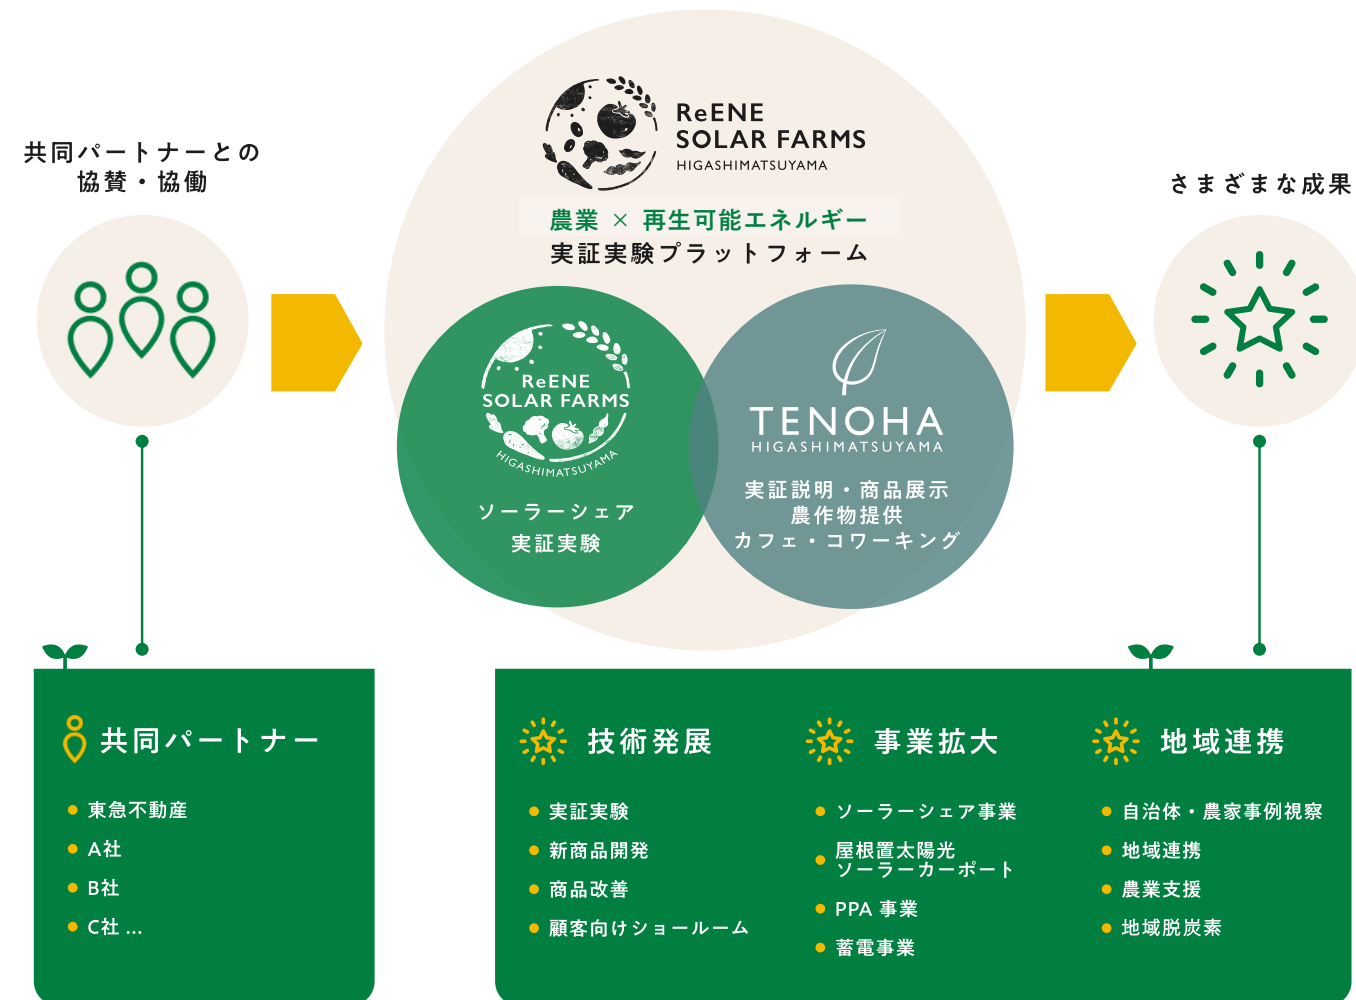 共同パートナーとの
協賛・協働
ReENE
SOLAR FARMS
HIGASHIMATSUYAMA
農業 × 再生可能エネルギー
実証実験プラットフォーム
さまざまな成果
ReENE
SOLAR FARMS
HIGASHIMATSUYAMA
ソーラーシェア
実証実験
TENOHA
HIGASHIMATSUYAMA
実証説明・商品展示
農作物提供
カフェ・コワーキング
共同パートナー
東急不動産
A社
B社
C社 ...
技術発展
実証実験
新商品開発
商品改善
顧客向けショールーム
事業拡大
ソーラーシェア事業
屋根置太陽光
ソーラーカーポート
PPA 事業
蓄電事業
地域連携
自治体・農家事例視察
地域連携
農業支援
地域脱炭素